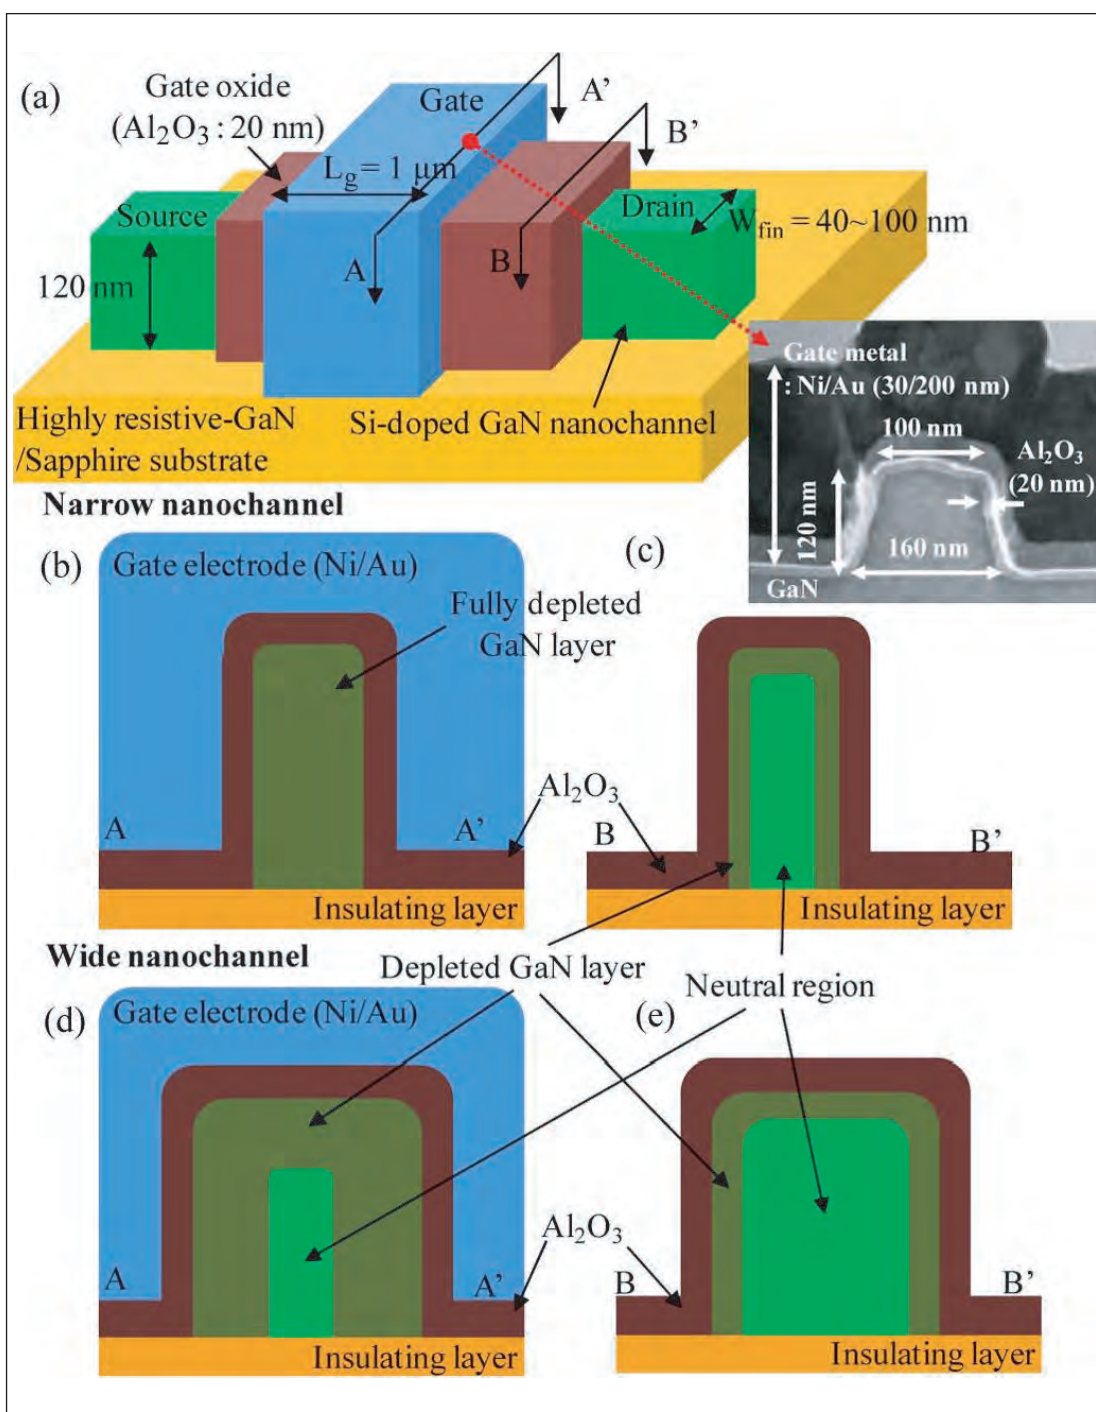 (a)
Gate oxide
(Al₂O₃ : 20 nm)
Gate
A’
B’
Lg = 1 μm
Source
Drain
Wfin = 40~100 nm
A
B
120 nm
Highly resistive-GaN
/Sapphire substrate
Si-doped GaN nanochannel
Gate metal
: Ni/Au (30/200 nm)
100 nm
Al₂O₃
(20 nm)
120 nm
160 nm
GaN
Narrow nanochannel
(b)
Gate electrode (Ni/Au)
(c)
Fully depleted
GaN layer
Al₂O₃
A
A’
B
B’
Insulating layer
Insulating layer
Wide nanochannel
Depleted GaN layer
Neutral region
(d)
Gate electrode (Ni/Au)
(e)
Al₂O₃
A
A’
B
B’
Insulating layer
Insulating layer